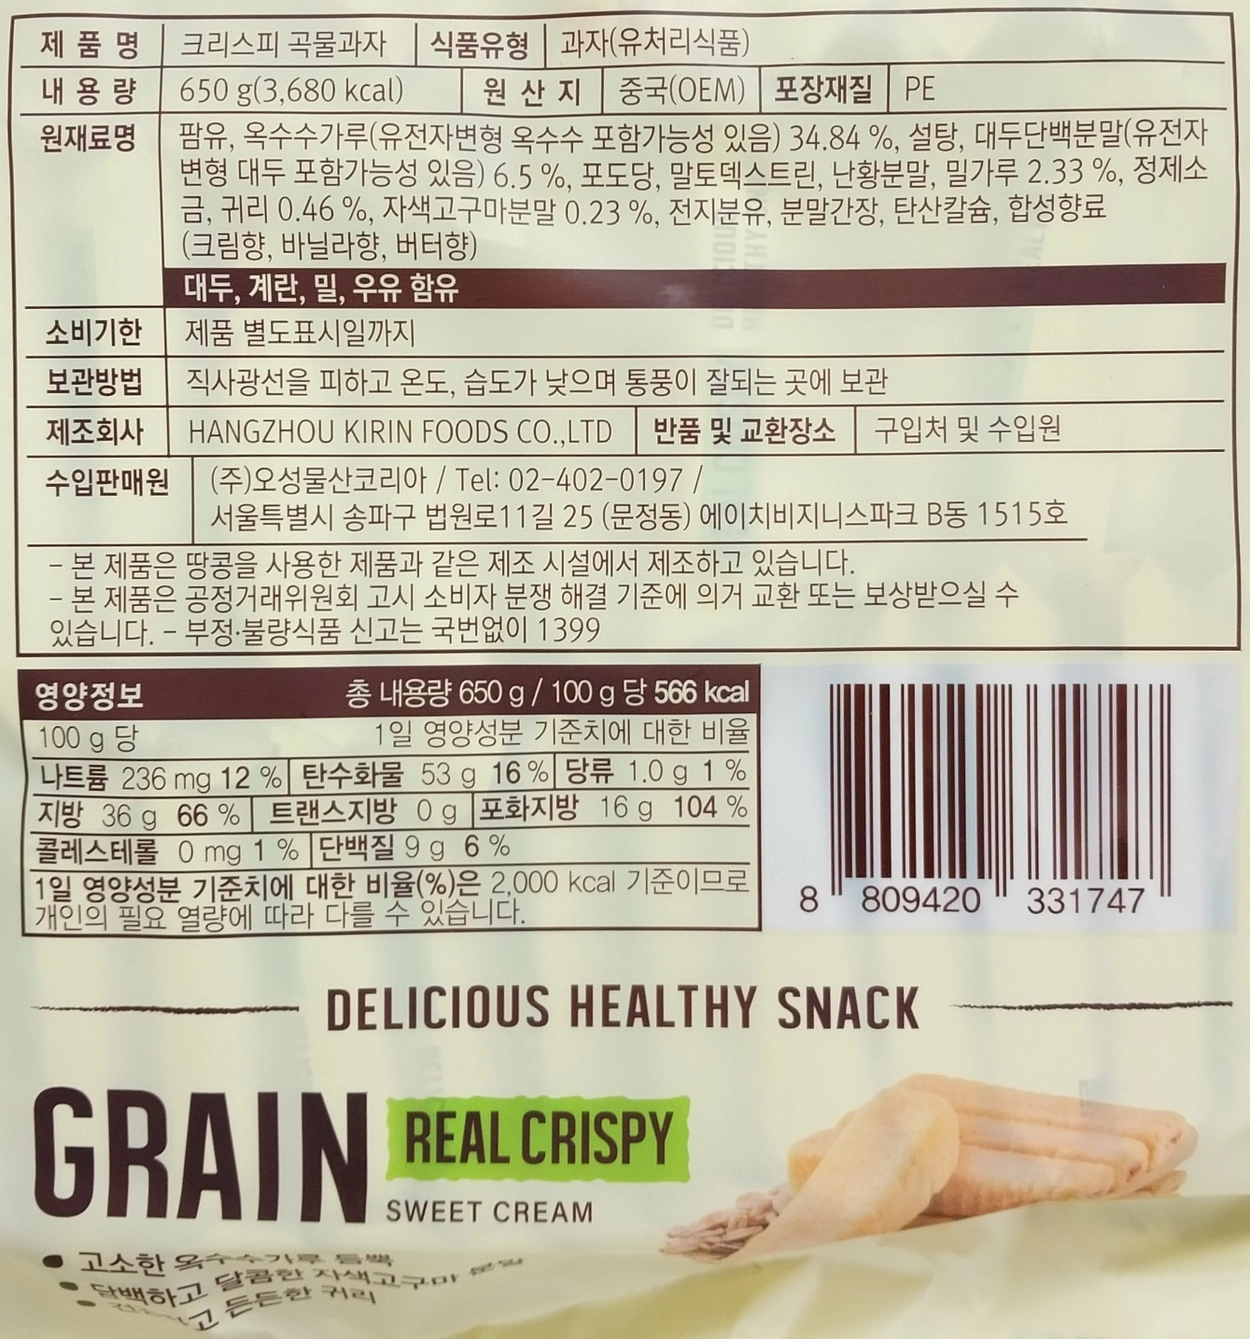 제 품 명 크리스피 곡물과자 식품유형 과자(유처리식품)
내 용 량 650 g(3,680 kcal) 원 산 지 중국(OEM) 포장재질 PE
원재료명 팜유, 옥수수가루(유전자변형 옥수수 포함가능성 있음) 34.84 %, 설탕, 대두단백분말(유전자
변형 대두 포함가능성 있음) 6.5 %, 포도당, 말토덱스트린, 난황분말, 밀가루 2.33 %, 정제소
금, 귀리 0.46 %, 자색고구마분말 0.23 %, 전지분유, 분말간장, 탄산칼슘, 합성향료
(크림향, 바닐라향, 버터향)
대두, 계란, 밀, 우유 함유
소비기한 제품 별도표시일까지
보관방법 직사광선을 피하고 온도, 습도가 낮으며 통풍이 잘되는 곳에 보관
제조회사 HANGZHOU KIRIN FOODS CO.,LTD 반품 및 교환장소 구입처 및 수입원
수입판매원 (주)오성물산코리아 / Tel: 02-402-0197 /
서울특별시 송파구 법원로11길 25 (문정동) 에이치비지니스파크 B동 1515호
- 본 제품은 땅콩을 사용한 제품과 같은 제조 시설에서 제조하고 있습니다.
- 본 제품은 공정거래위원회 고시 소비자 분쟁 해결 기준에 의거 교환 또는 보상받으실 수
있습니다. - 부정·불량식품 신고는 국번없이 1399
영양정보 총 내용량 650 g / 100 g 당 566 kcal
100 g 당 1일 영양성분 기준치에 대한 비율
나트륨 236 mg 12 % 탄수화물 53 g 16 % 당류 1.0 g 1 %
지방 36 g 66 % 트랜스지방 0 g 포화지방 16 g 104 %
콜레스테롤 0 mg 1 % 단백질 9 g 6 %
1일 영양성분 기준치에 대한 비율(%)은 2,000 kcal 기준이므로
개인의 필요 열량에 따라 다를 수 있습니다.
8 809420 331747
DELICIOUS HEALTHY SNACK
GRAIN REAL CRISPY
SWEET CREAM
고소한 옥수수가루 듬뿍
담백하고 달콤한 자색고구마 분말
든든한 귀리